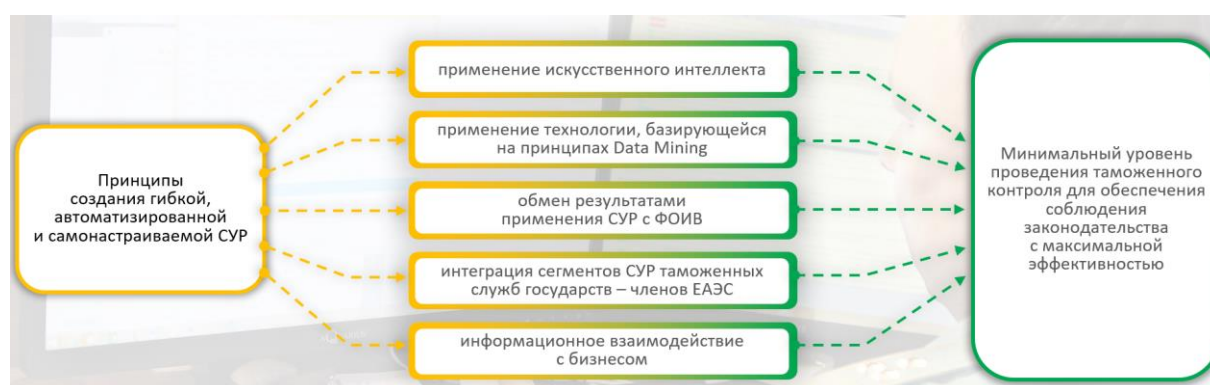 Принципы
создания гибкой,
автоматизированной
и самонастраиваемой СУР
применение искусственного интеллекта
применение технологии, базирующейся
на принципах Data Mining
обмен результатами
применения СУР с ФОИВ
интеграция сегментов СУР таможенных
служб государств – членов ЕАЭС
информационное взаимодействие
с бизнесом
Минимальный уровень
проведения таможенного
контроля для обеспечения
соблюдения
законодательства
с максимальной
эффективностью